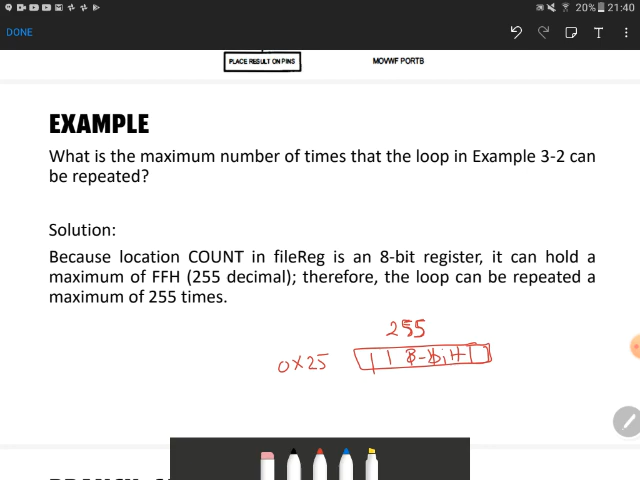 20% 21:40
DONE
T
PLACE RESULT ON PINS MOVWF PORTB
EXAMPLE
What is the maximum number of times that the loop in Example 3-2 can
be repeated?
Solution:
Because location COUNT in fileReg is an 8-bit register, it can hold a
maximum of FFH (255 decimal); therefore, the loop can be repeated a
maximum of 255 times.
255
0x25 8-bit